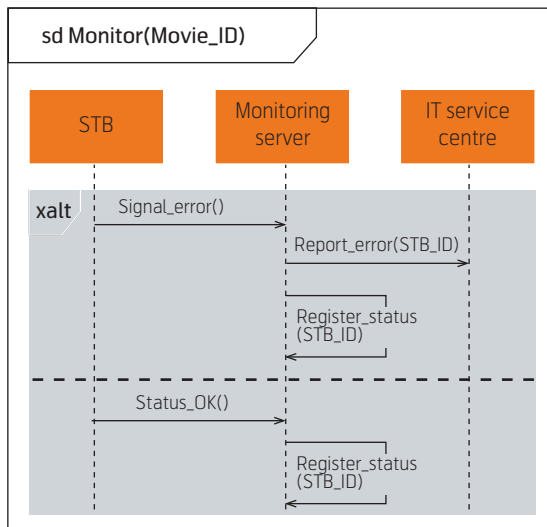 sd Monitor(Movie_ID)
STB
Monitoring
server
IT service
centre
xalt
Signal_error()
Report_error(STB_ID)
Register_status
(STB_ID)
Status_OK()
Register_status
(STB_ID)